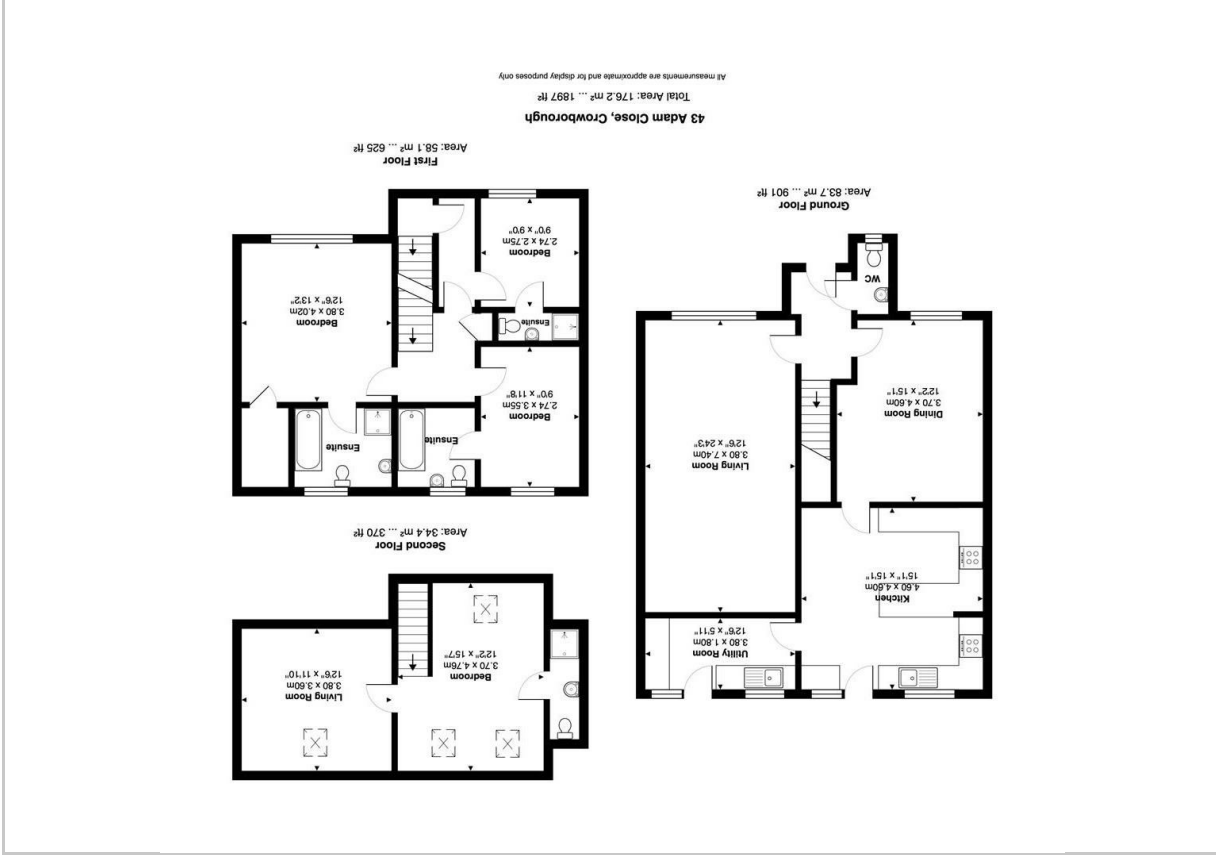 Utility Room
3.80 x 1.80m
12'6" x 5'11"
Kitchen
4.60 x 4.60m
15'1" x 15'1"
Living Room
3.80 x 7.40m
12'6" x 24'3"
Dining Room
3.70 x 4.60m
12'2" x 15'1"
WC
Ground Floor
Area: 83.7 m² ... 901 ft²
Bedroom
3.70 x 4.76m
12'2" x 15'7"
Living Room
3.80 x 3.60m
12'6" x 11'10"
Second Floor
Area: 34.4 m² ... 370 ft²
Ensuite
Ensuite
Bedroom
2.74 x 3.55m
9'0" x 11'8"
Ensuite
Bedroom
3.80 x 4.02m
12'6" x 13'2"
Bedroom
2.74 x 2.75m
9'0" x 9'0"
First Floor
Area: 58.1 m² ... 625 ft²
43 Adam Close, Crowborough
Total Area: 176.2 m² ... 1897 ft²
All measurements are approximate and for display purposes only